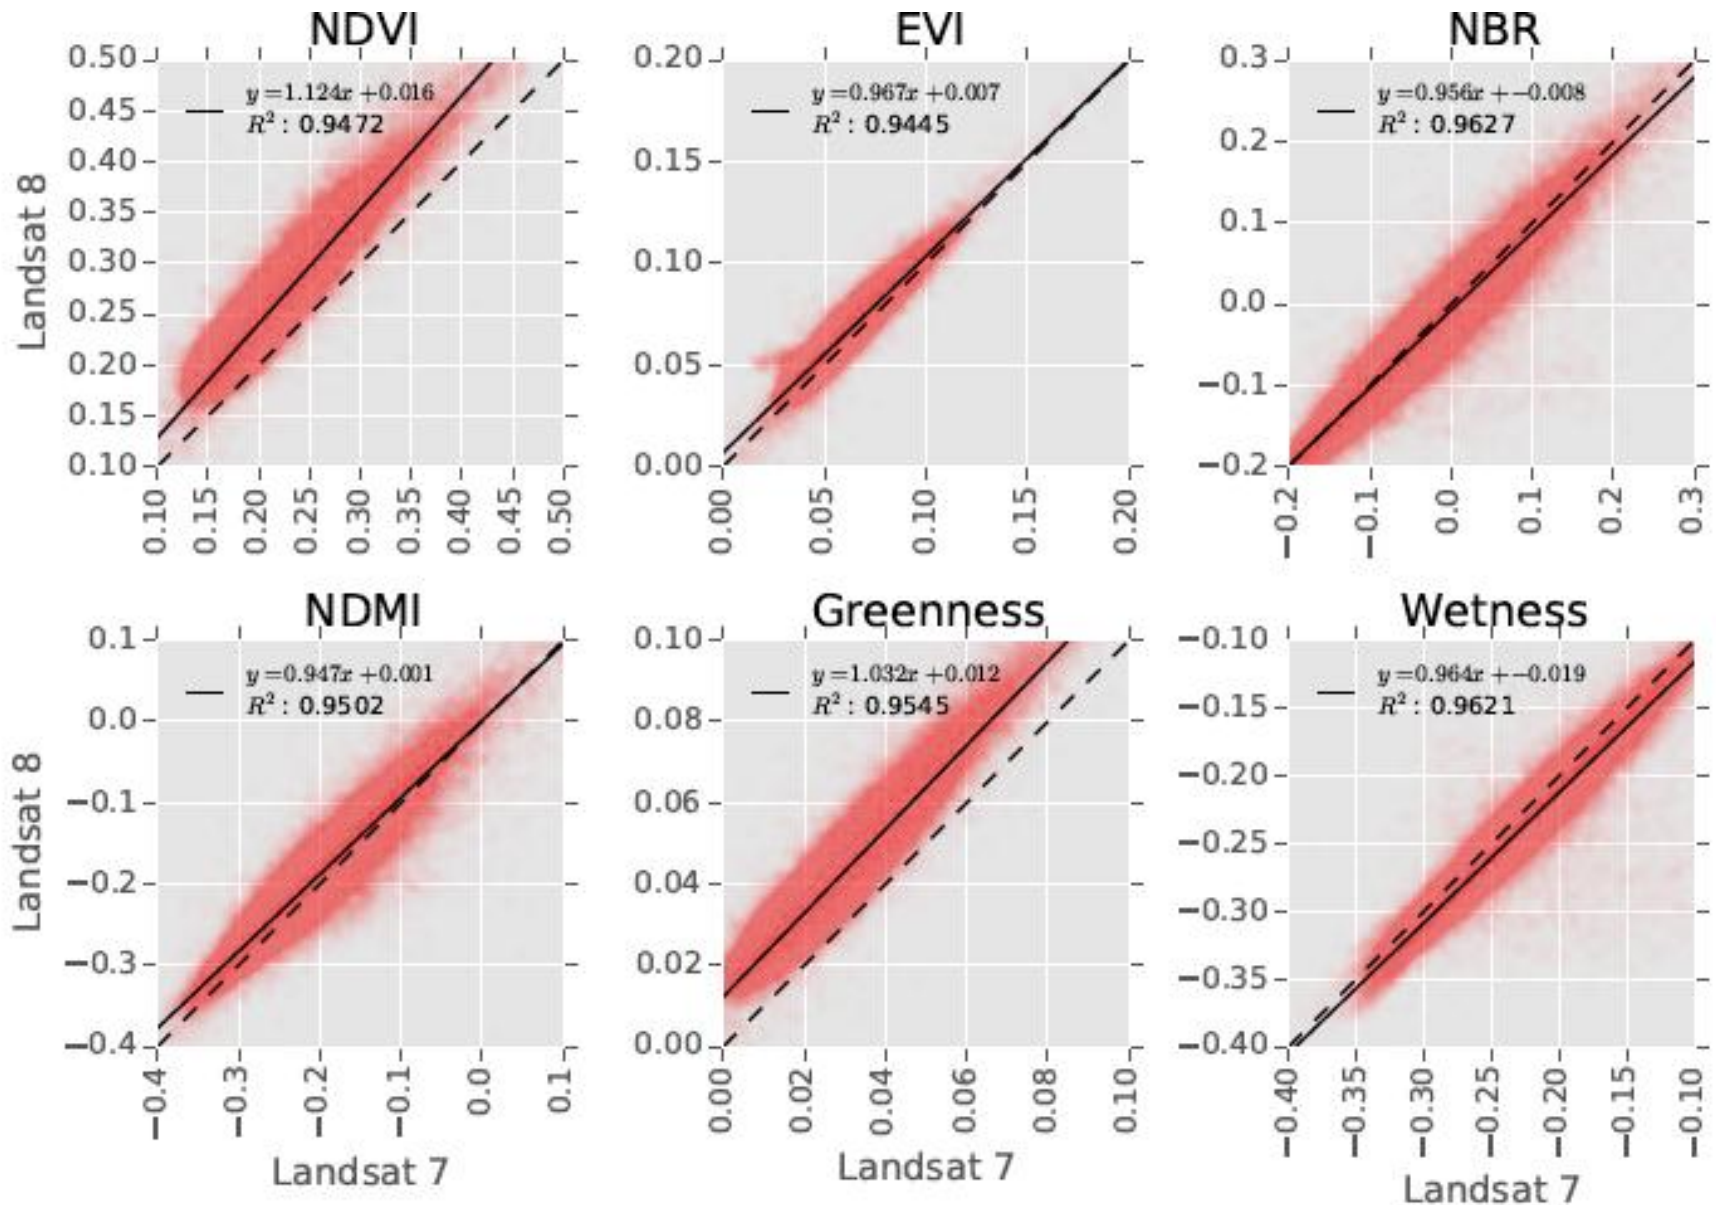 NDVI
y=1.124x+0.016
R²: 0.9472
0.50
0.45
0.40
0.35
0.30
0.25
0.20
0.15
0.10
Landsat 8
0.10 0.15 0.20 0.25 0.30 0.35 0.40 0.45 0.50
EVI
y=0.967x+0.007
R²: 0.9445
0.20
0.15
0.10
0.05
0.00
0.00 0.05 0.10 0.15 0.20
NBR
y=0.956x+−0.008
R²: 0.9627
0.3
0.2
0.1
0.0
−0.1
−0.2
−0.2 −0.1 0.0 0.1 0.2 0.3
NDMI
y=0.947x+0.001
R²: 0.9502
0.1
0.0
−0.1
−0.2
−0.3
−0.4
Landsat 8
−0.4 −0.3 −0.2 −0.1 0.0 0.1
Landsat 7
Greenness
y=1.032x+0.012
R²: 0.9545
0.10
0.08
0.06
0.04
0.02
0.00
0.00 0.02 0.04 0.06 0.08 0.10
Landsat 7
Wetness
y=0.964x+−0.019
R²: 0.9621
−0.10
−0.15
−0.20
−0.25
−0.30
−0.35
−0.40
−0.40 −0.35 −0.30 −0.25 −0.20 −0.15 −0.10
Landsat 7